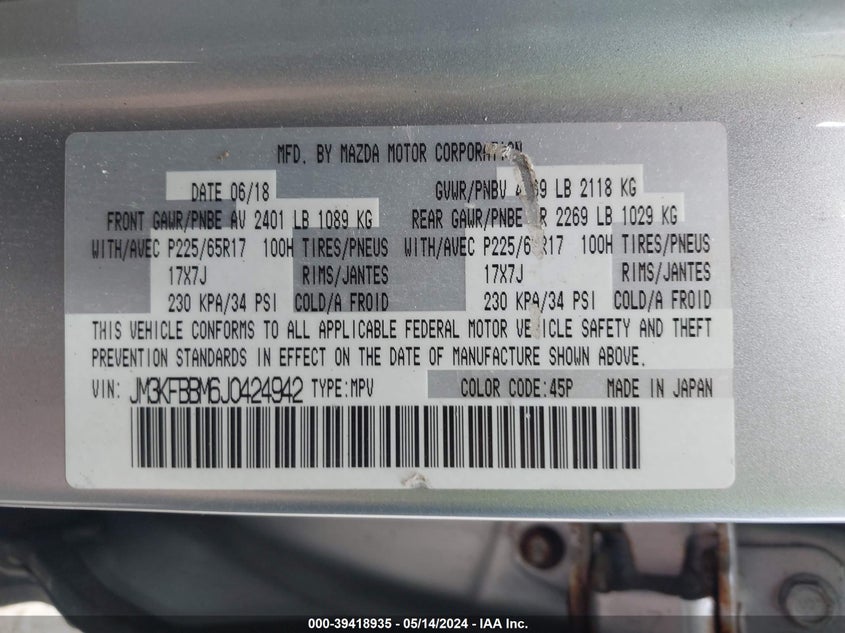 MFD. BY MAZDA MOTOR CORPORATION
DATE 06/18 GVWR/PNBV LB 2118 KG
FRONT GAWR/PNBE AV 2401 LB 1089 KG REAR GAWR/PNBE AR 2269 LB 1029 KG
WITH/AVEC P225/65R17 100H TIRES/PNEUS WITH/AVEC P225/65R17 100H TIRES/PNEUS
17X7J RIMS/JANTES 17X7J RIMS/JANTES
230 KPA/34 PSI COLD/A FROID 230 KPA/34 PSI COLD/A FROID
THIS VEHICLE CONFORMS TO ALL APPLICABLE FEDERAL MOTOR VEHICLE SAFETY AND THEFT
PREVENTION STANDARDS IN EFFECT ON THE DATE OF MANUFACTURE SHOWN ABOVE.
VIN: JM3KFBBM6J0424942 TYPE:MPV COLOR CODE:45P MADE IN JAPAN
000-39418935 - 05/14/2024 - IAA Inc.